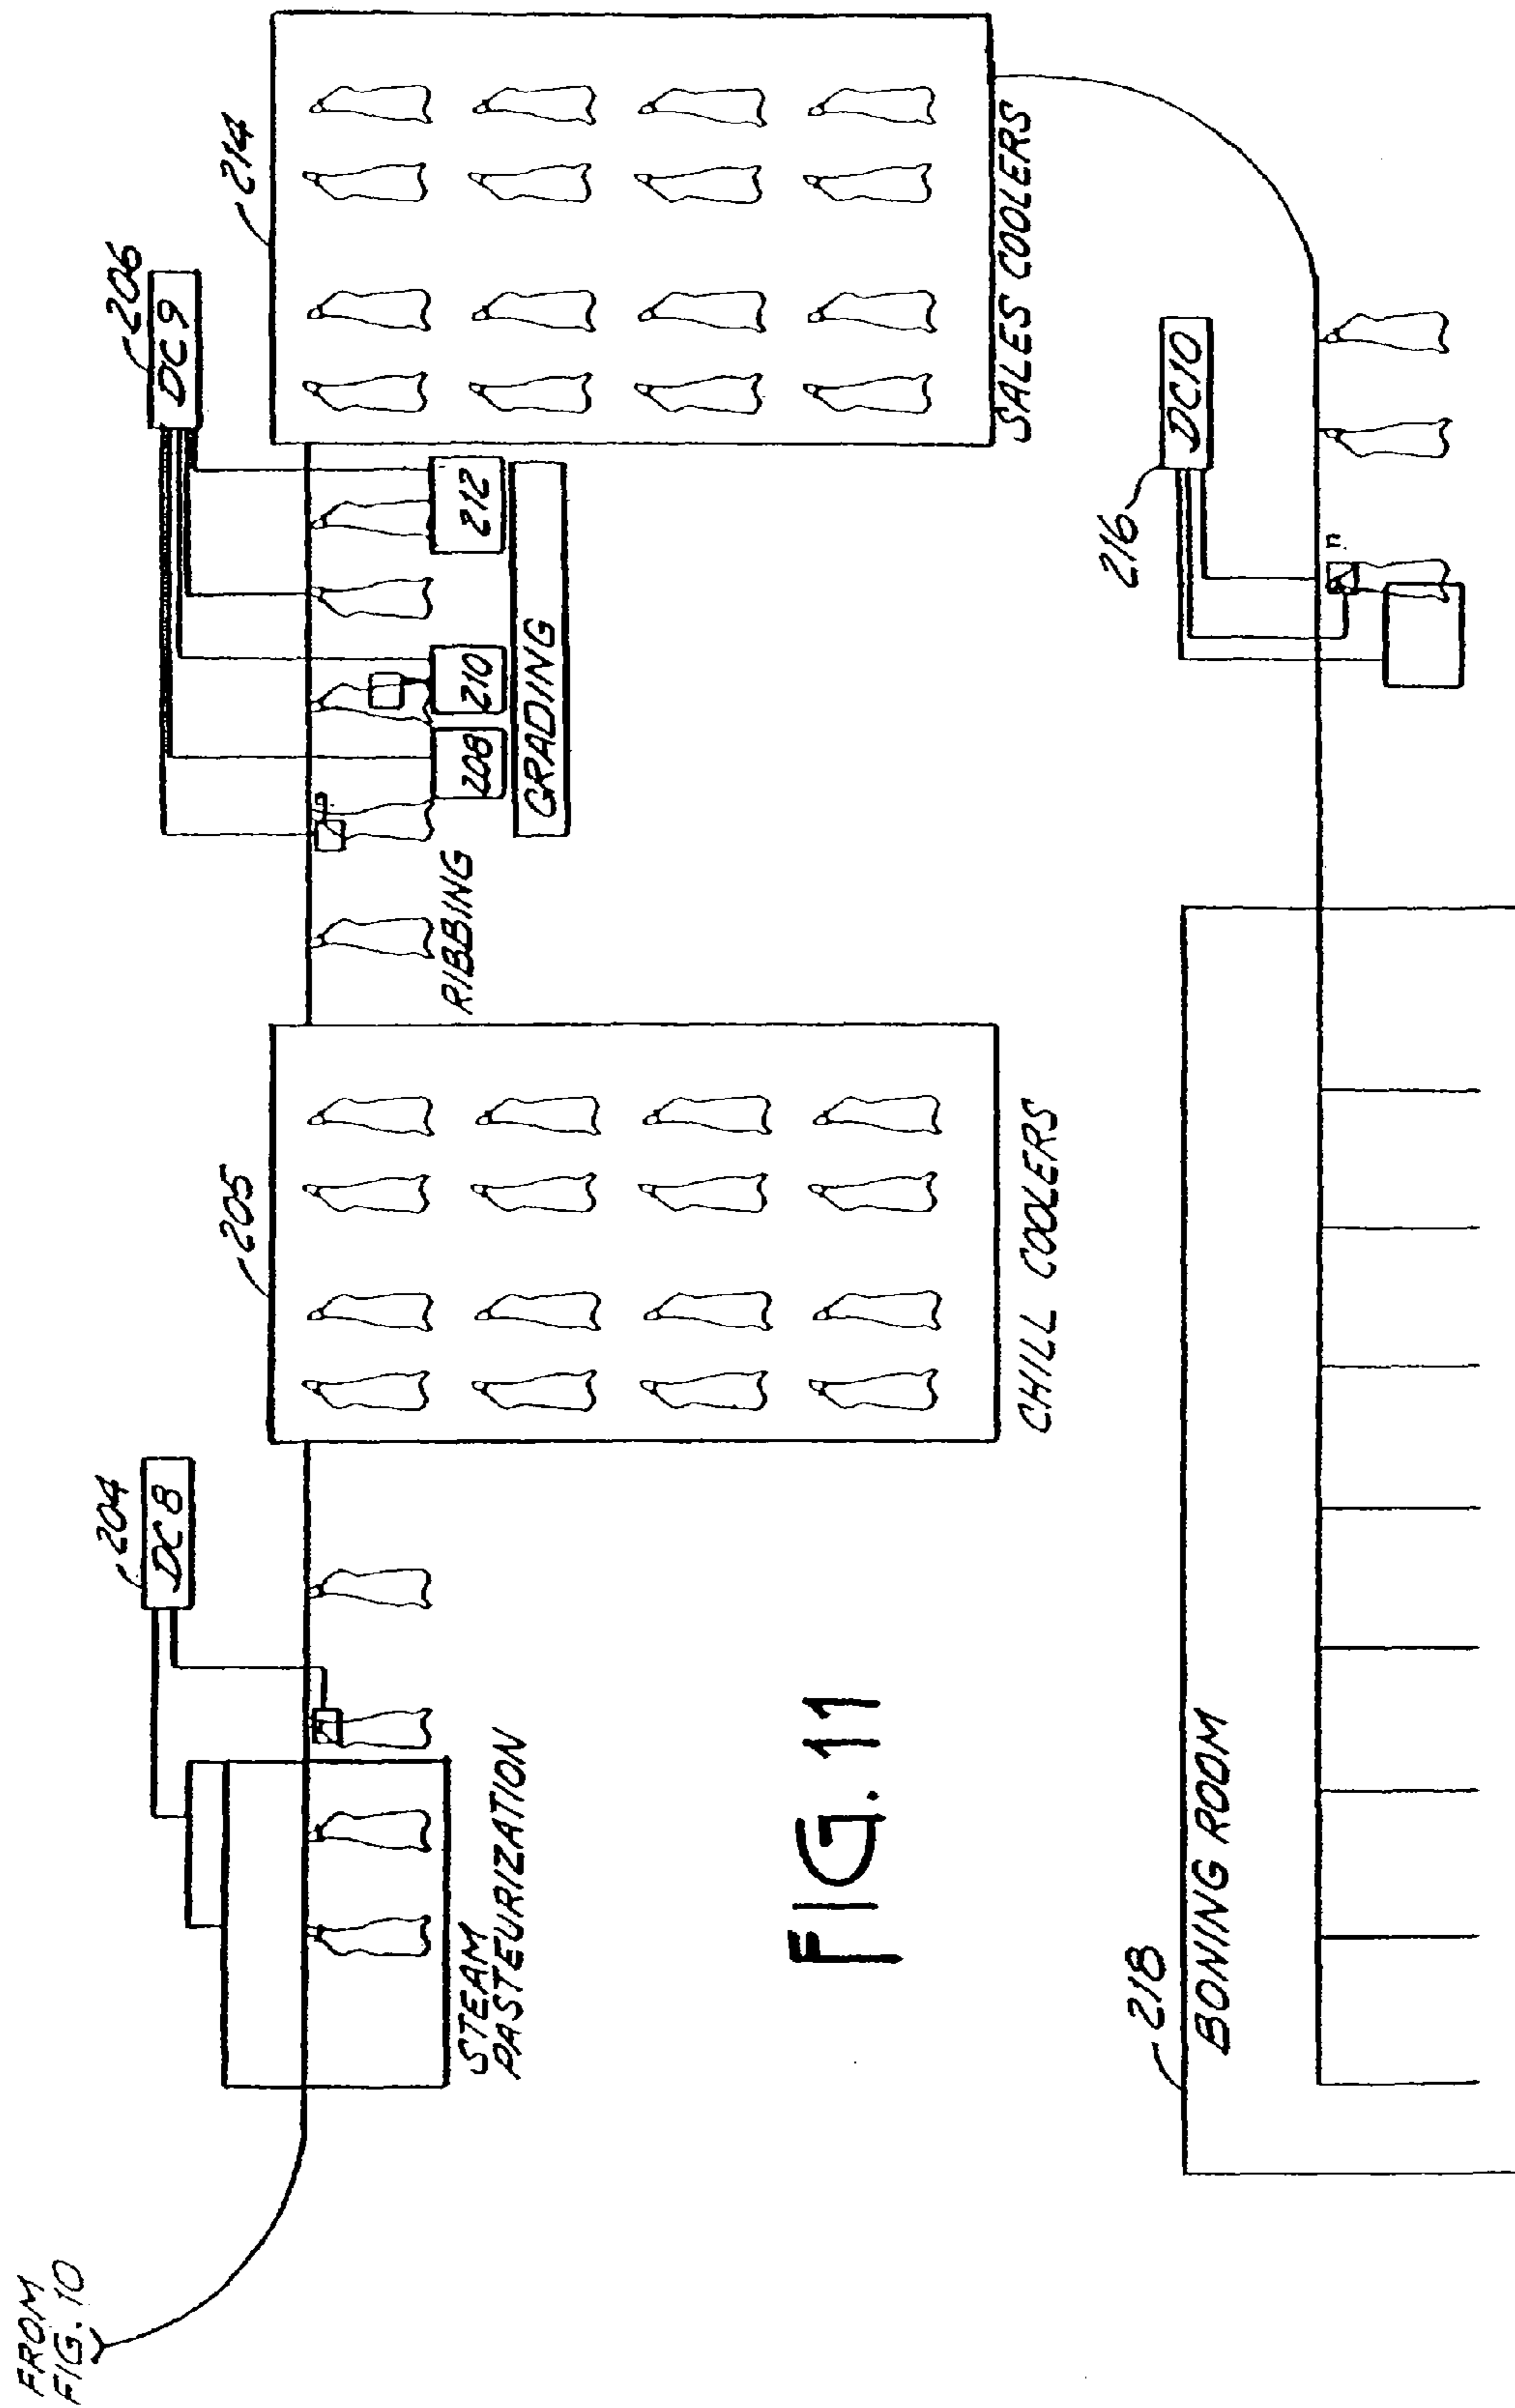 FROM
FIG. 10
204
DC 8
STEAM
PASTEURIZATION
205
CHILL COOLERS
RIBBING
206
DC 9
208
210
212
GRADING
214
SALES COOLERS
FIG. 11
216
DC10
218
BONING ROOM